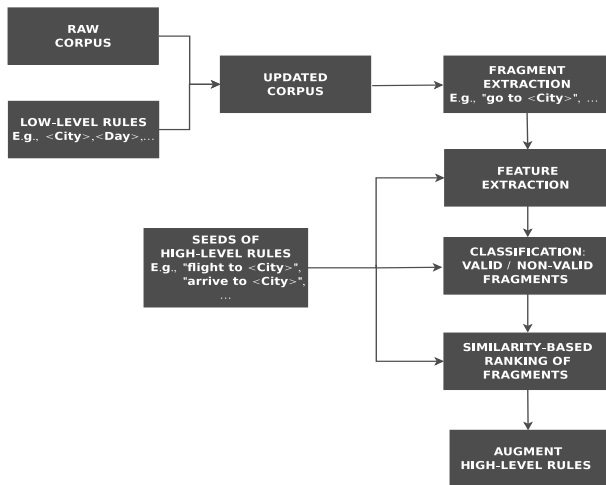 RAW
CORPUS
LOW-LEVEL RULES
E.g., <City>,<Day>,...
UPDATED
CORPUS
FRAGMENT
EXTRACTION
E.g., "go to <City>", ...
FEATURE
EXTRACTION
SEEDS OF
HIGH-LEVEL RULES
E.g., "flight to <City>",
"arrive to <City>",
...
CLASSIFICATION:
VALID / NON-VALID
FRAGMENTS
SIMILARITY-BASED
RANKING OF
FRAGMENTS
AUGMENT
HIGH-LEVEL RULES